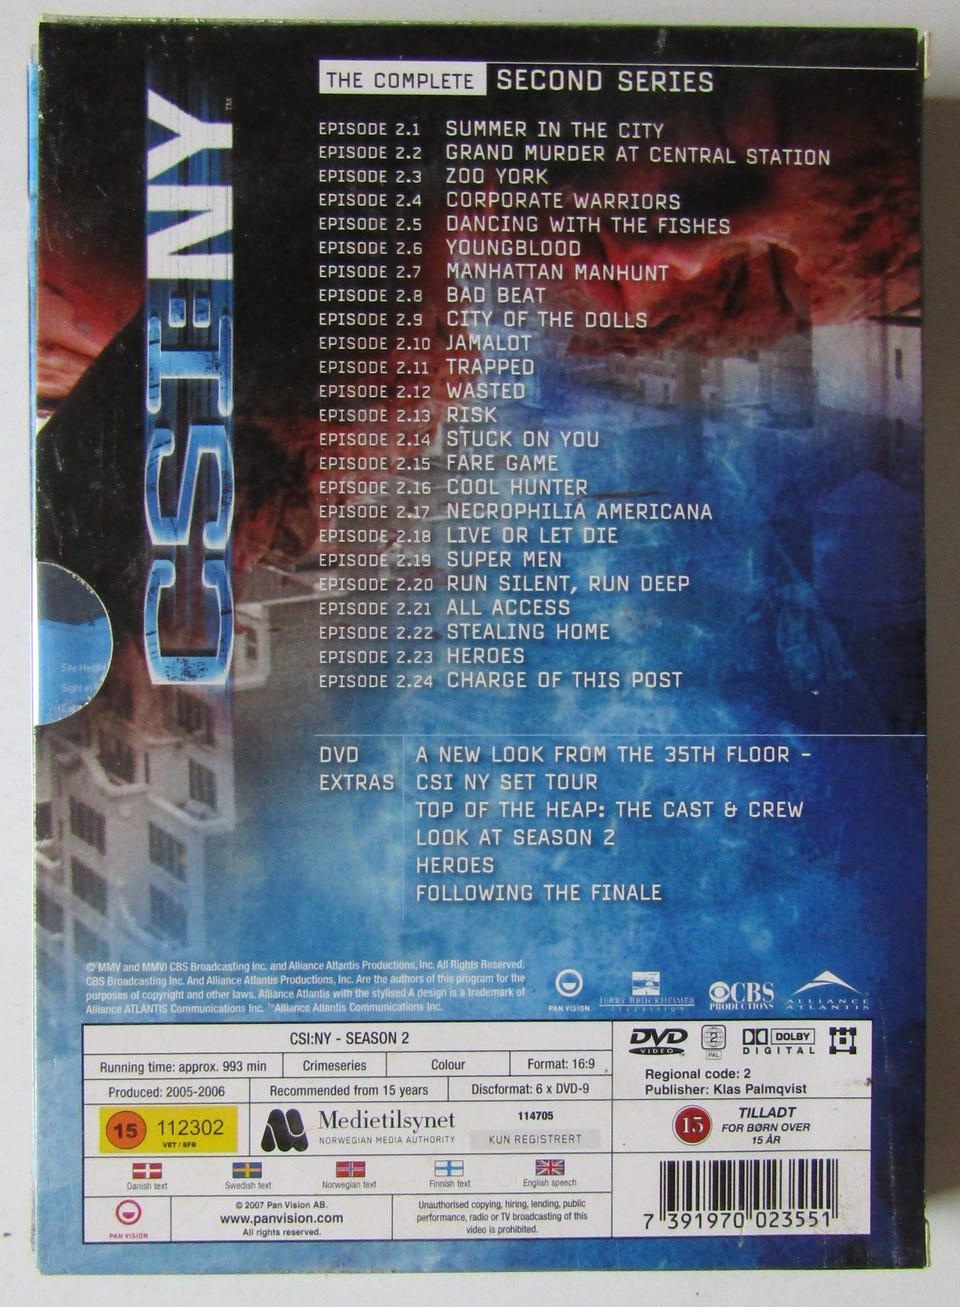 CSI:NY™
THE COMPLETE SECOND SERIES
EPISODE 2.1 SUMMER IN THE CITY
EPISODE 2.2 GRAND MURDER AT CENTRAL STATION
EPISODE 2.3 ZOO YORK
EPISODE 2.4 CORPORATE WARRIORS
EPISODE 2.5 DANCING WITH THE FISHES
EPISODE 2.6 YOUNGBLOOD
EPISODE 2.7 MANHATTAN MANHUNT
EPISODE 2.8 BAD BEAT
EPISODE 2.9 CITY OF THE DOLLS
EPISODE 2.10 JAMALOT
EPISODE 2.11 TRAPPED
EPISODE 2.12 WASTED
EPISODE 2.13 RISK
EPISODE 2.14 STUCK ON YOU
EPISODE 2.15 FARE GAME
EPISODE 2.16 COOL HUNTER
EPISODE 2.17 NECROPHILIA AMERICANA
EPISODE 2.18 LIVE OR LET DIE
EPISODE 2.19 SUPER MEN
EPISODE 2.20 RUN SILENT, RUN DEEP
EPISODE 2.21 ALL ACCESS
EPISODE 2.22 STEALING HOME
EPISODE 2.23 HEROES
EPISODE 2.24 CHARGE OF THIS POST
DVD EXTRAS
A NEW LOOK FROM THE 35TH FLOOR -
CSI NY SET TOUR
TOP OF THE HEAP: THE CAST & CREW
LOOK AT SEASON 2
HEROES
FOLLOWING THE FINALE
© MMV and MMVI CBS Broadcasting Inc. and Alliance Atlantis Productions, Inc. All Rights Reserved.
CBS Broadcasting Inc. And Alliance Atlantis Productions, Inc. Are the authors of this program for the
purposes of copyright and other laws. Alliance Atlantis with the stylised A design is a trademark of
Alliance ATLANTIS Communications Inc. ™Alliance Atlantis Communications Inc.
PAN VISION
JERRY BRUCKHEIMER
TELEVISION
CBS
PRODUCTIONS
ALLIANCE
ATLANTIS
CSI:NY - SEASON 2
Running time: approx. 993 min
Crimeseries
Colour
Format: 16:9
Produced: 2005-2006
Recommended from 15 years
Discformat: 6 x DVD-9
DVD
VIDEO
2
PAL
DOLBY
DIGITAL
Regional code: 2
Publisher: Klas Palmqvist
15 112302
VET / SFB
Medietilsynet
NORWEGIAN MEDIA AUTHORITY
114705
KUN REGISTRERT
15
TILLADT
FOR BØRN OVER
15 ÅR
Danish text
Swedish text
Norwegian text
Finnish text
English speech
PAN VISION
© 2007 Pan Vision AB.
www.panvision.com
All rights reserved.
Unauthorised copying, hiring, lending, public
performance, radio or TV broadcasting of this
video is prohibited.
7 391970 023551